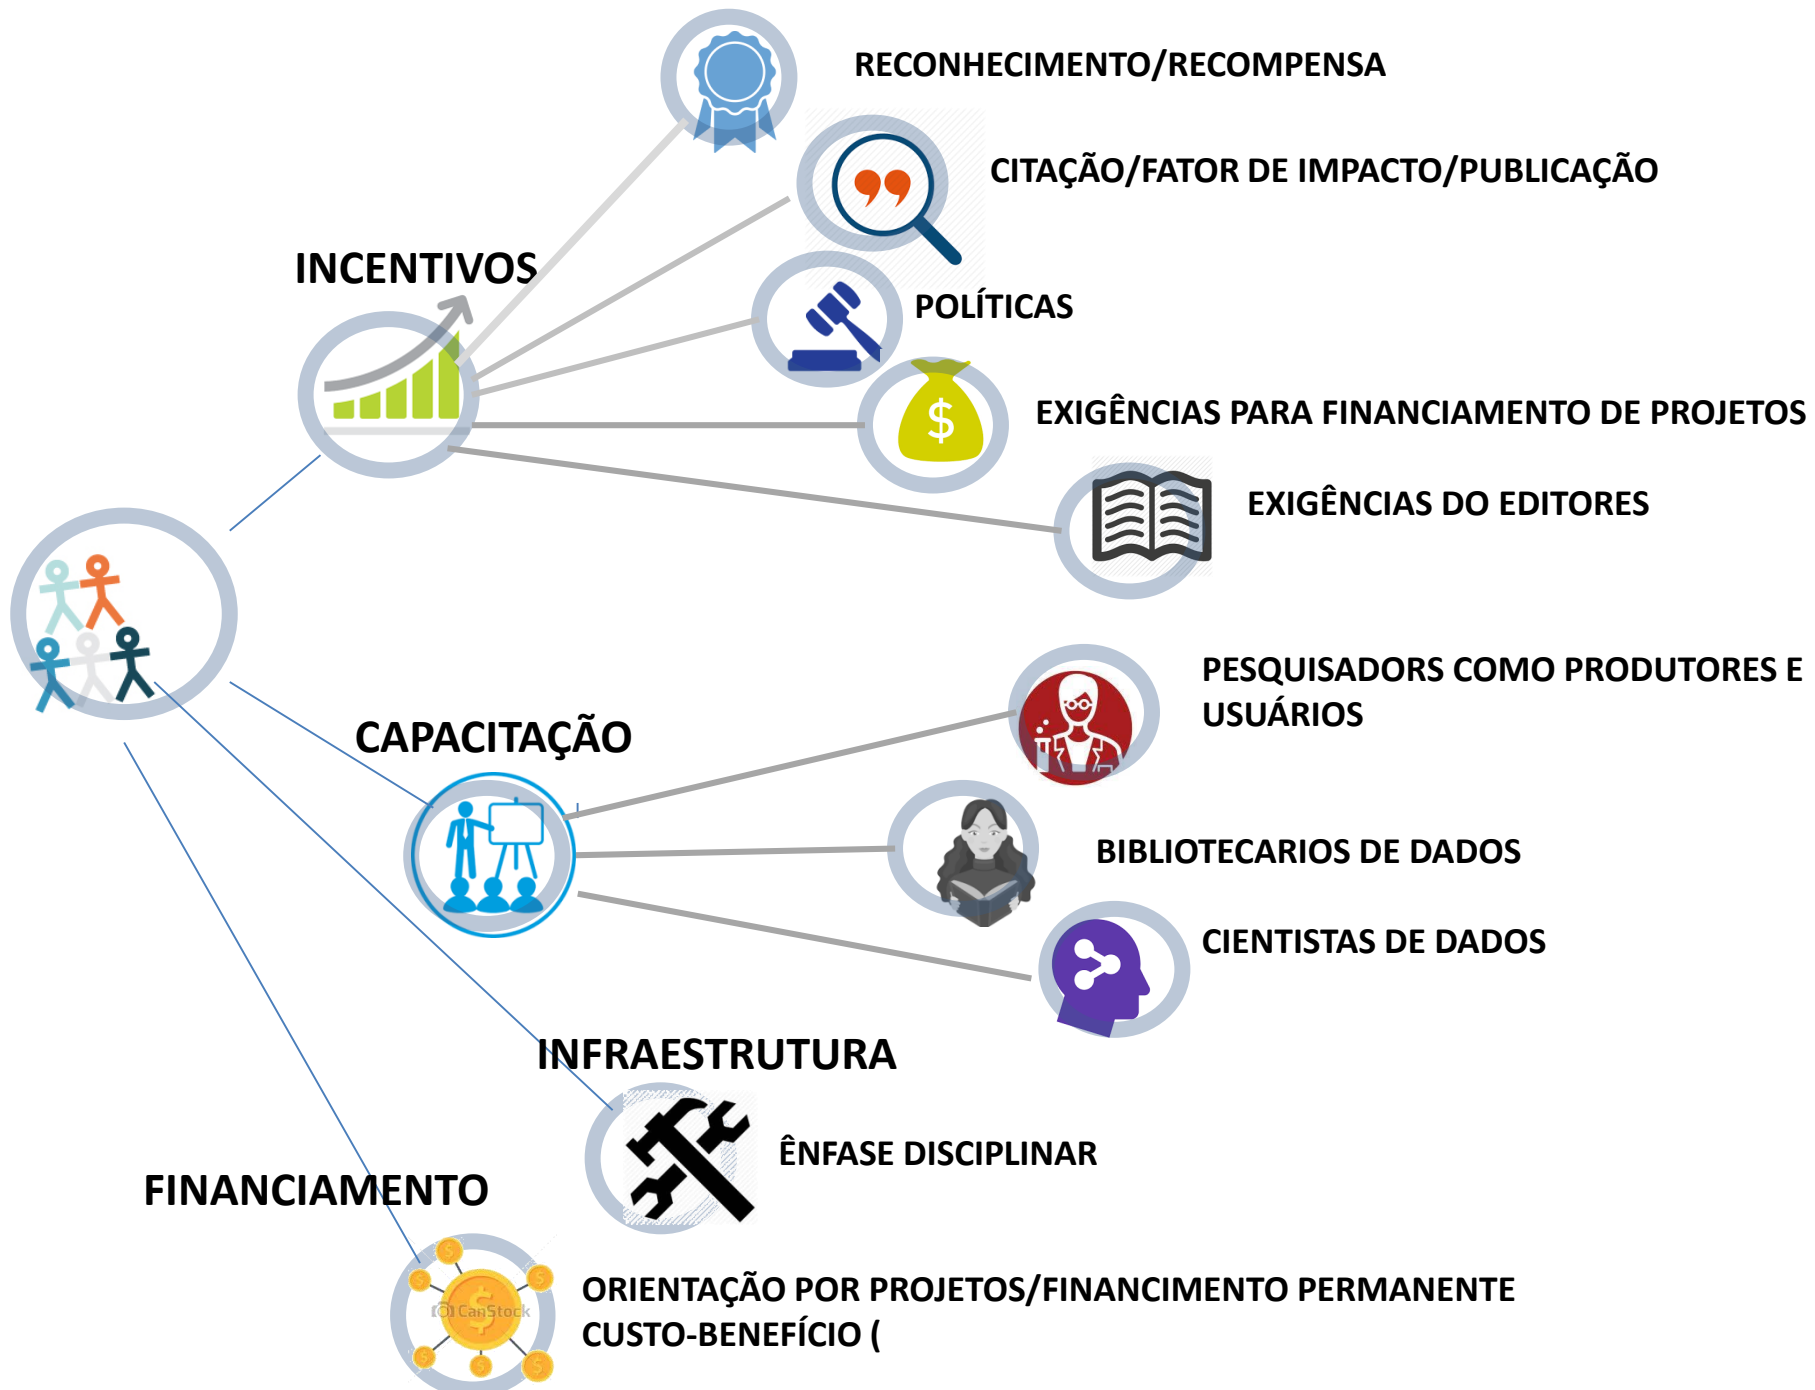 RECONHECIMENTO/RECOMPENSA
CITAÇÃO/FATOR DE IMPACTO/PUBLICAÇÃO
INCENTIVOS
POLÍTICAS
$
EXIGÊNCIAS PARA FINANCIAMENTO DE PROJETOS
EXIGÊNCIAS DO EDITORES
PESQUISADORS COMO PRODUTORES E
USUÁRIOS
CAPACITAÇÃO
BIBLIOTECARIOS DE DADOS
CIENTISTAS DE DADOS
INFRAESTRUTURA
ÊNFASE DISCIPLINAR
FINANCIAMENTO
CanStock
ORIENTAÇÃO POR PROJETOS/FINANCIMENTO PERMANENTE
CUSTO-BENEFÍCIO (